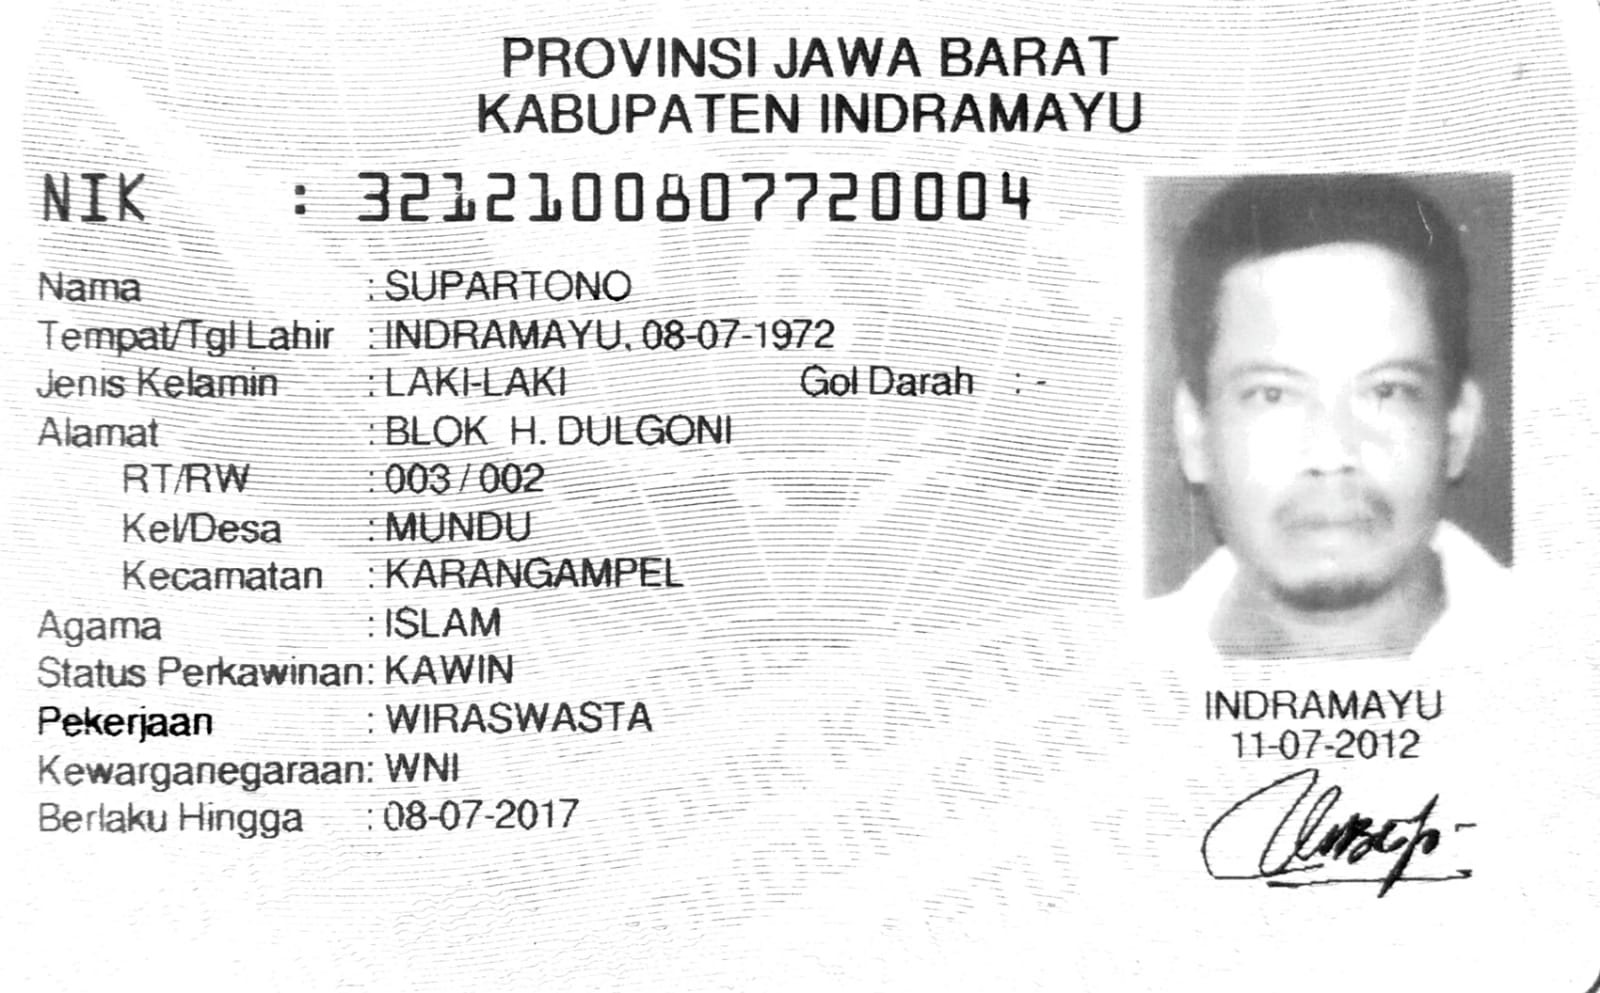 PROVINSI JAWA BARAT
KABUPATEN INDRAMAYU
NIK : 3212100807720004
Nama : SUPARTONO
Tempat/Tgl Lahir : INDRAMAYU, 08-07-1972
Jenis Kelamin : LAKI-LAKI Gol Darah : -
Alamat : BLOK H. DULGONI
RT/RW : 003 / 002
Kel/Desa : MUNDU
Kecamatan : KARANGAMPEL
Agama : ISLAM
Status Perkawinan: KAWIN
Pekerjaan : WIRASWASTA
Kewarganegaraan: WNI
Berlaku Hingga : 08-07-2017
INDRAMAYU
11-07-2012